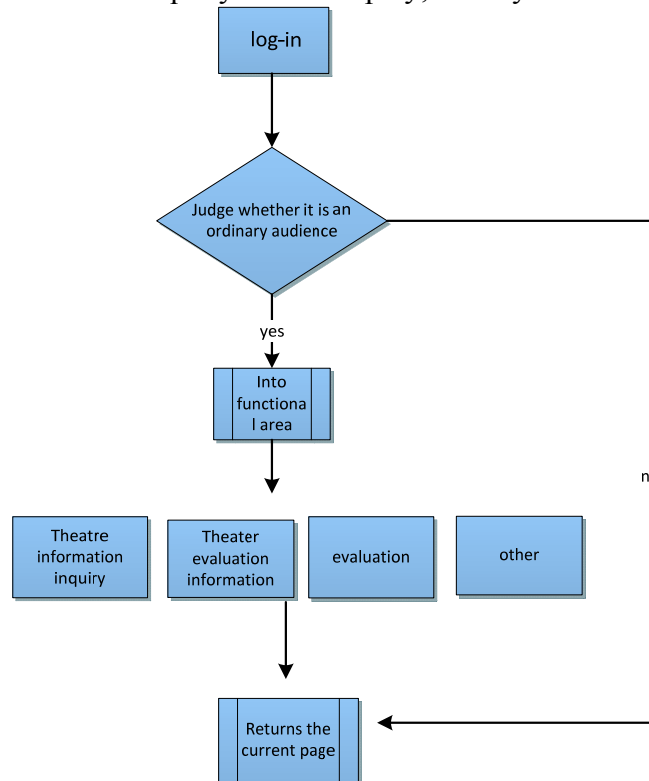 log-in
Judge whether it is an
ordinary audience
yes
Into
functiona
l area
n
Theatre
information
inquiry
Theater
evaluation
information
evaluation
other
Returns the
current page